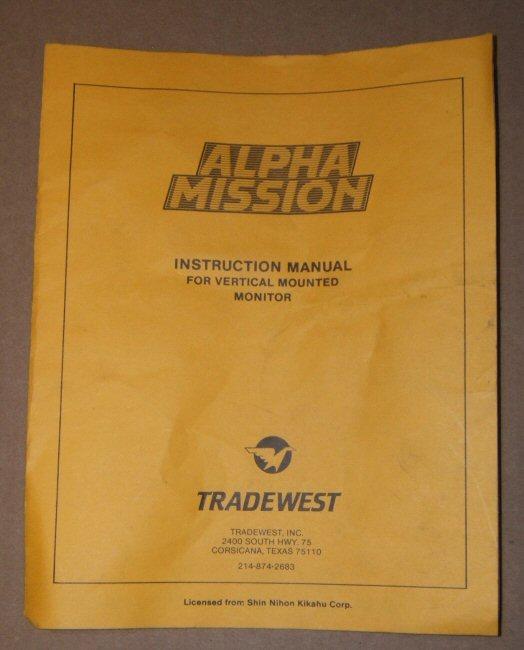 ALPHA
MISSION
INSTRUCTION MANUAL
FOR VERTICAL MOUNTED
MONITOR
TRADEWEST
TRADEWEST, INC.
2400 SOUTH HWY. 75
CORSICANA, TEXAS 75110
214-874-2683
Licensed from Shin Nihon Kikahu Corp.